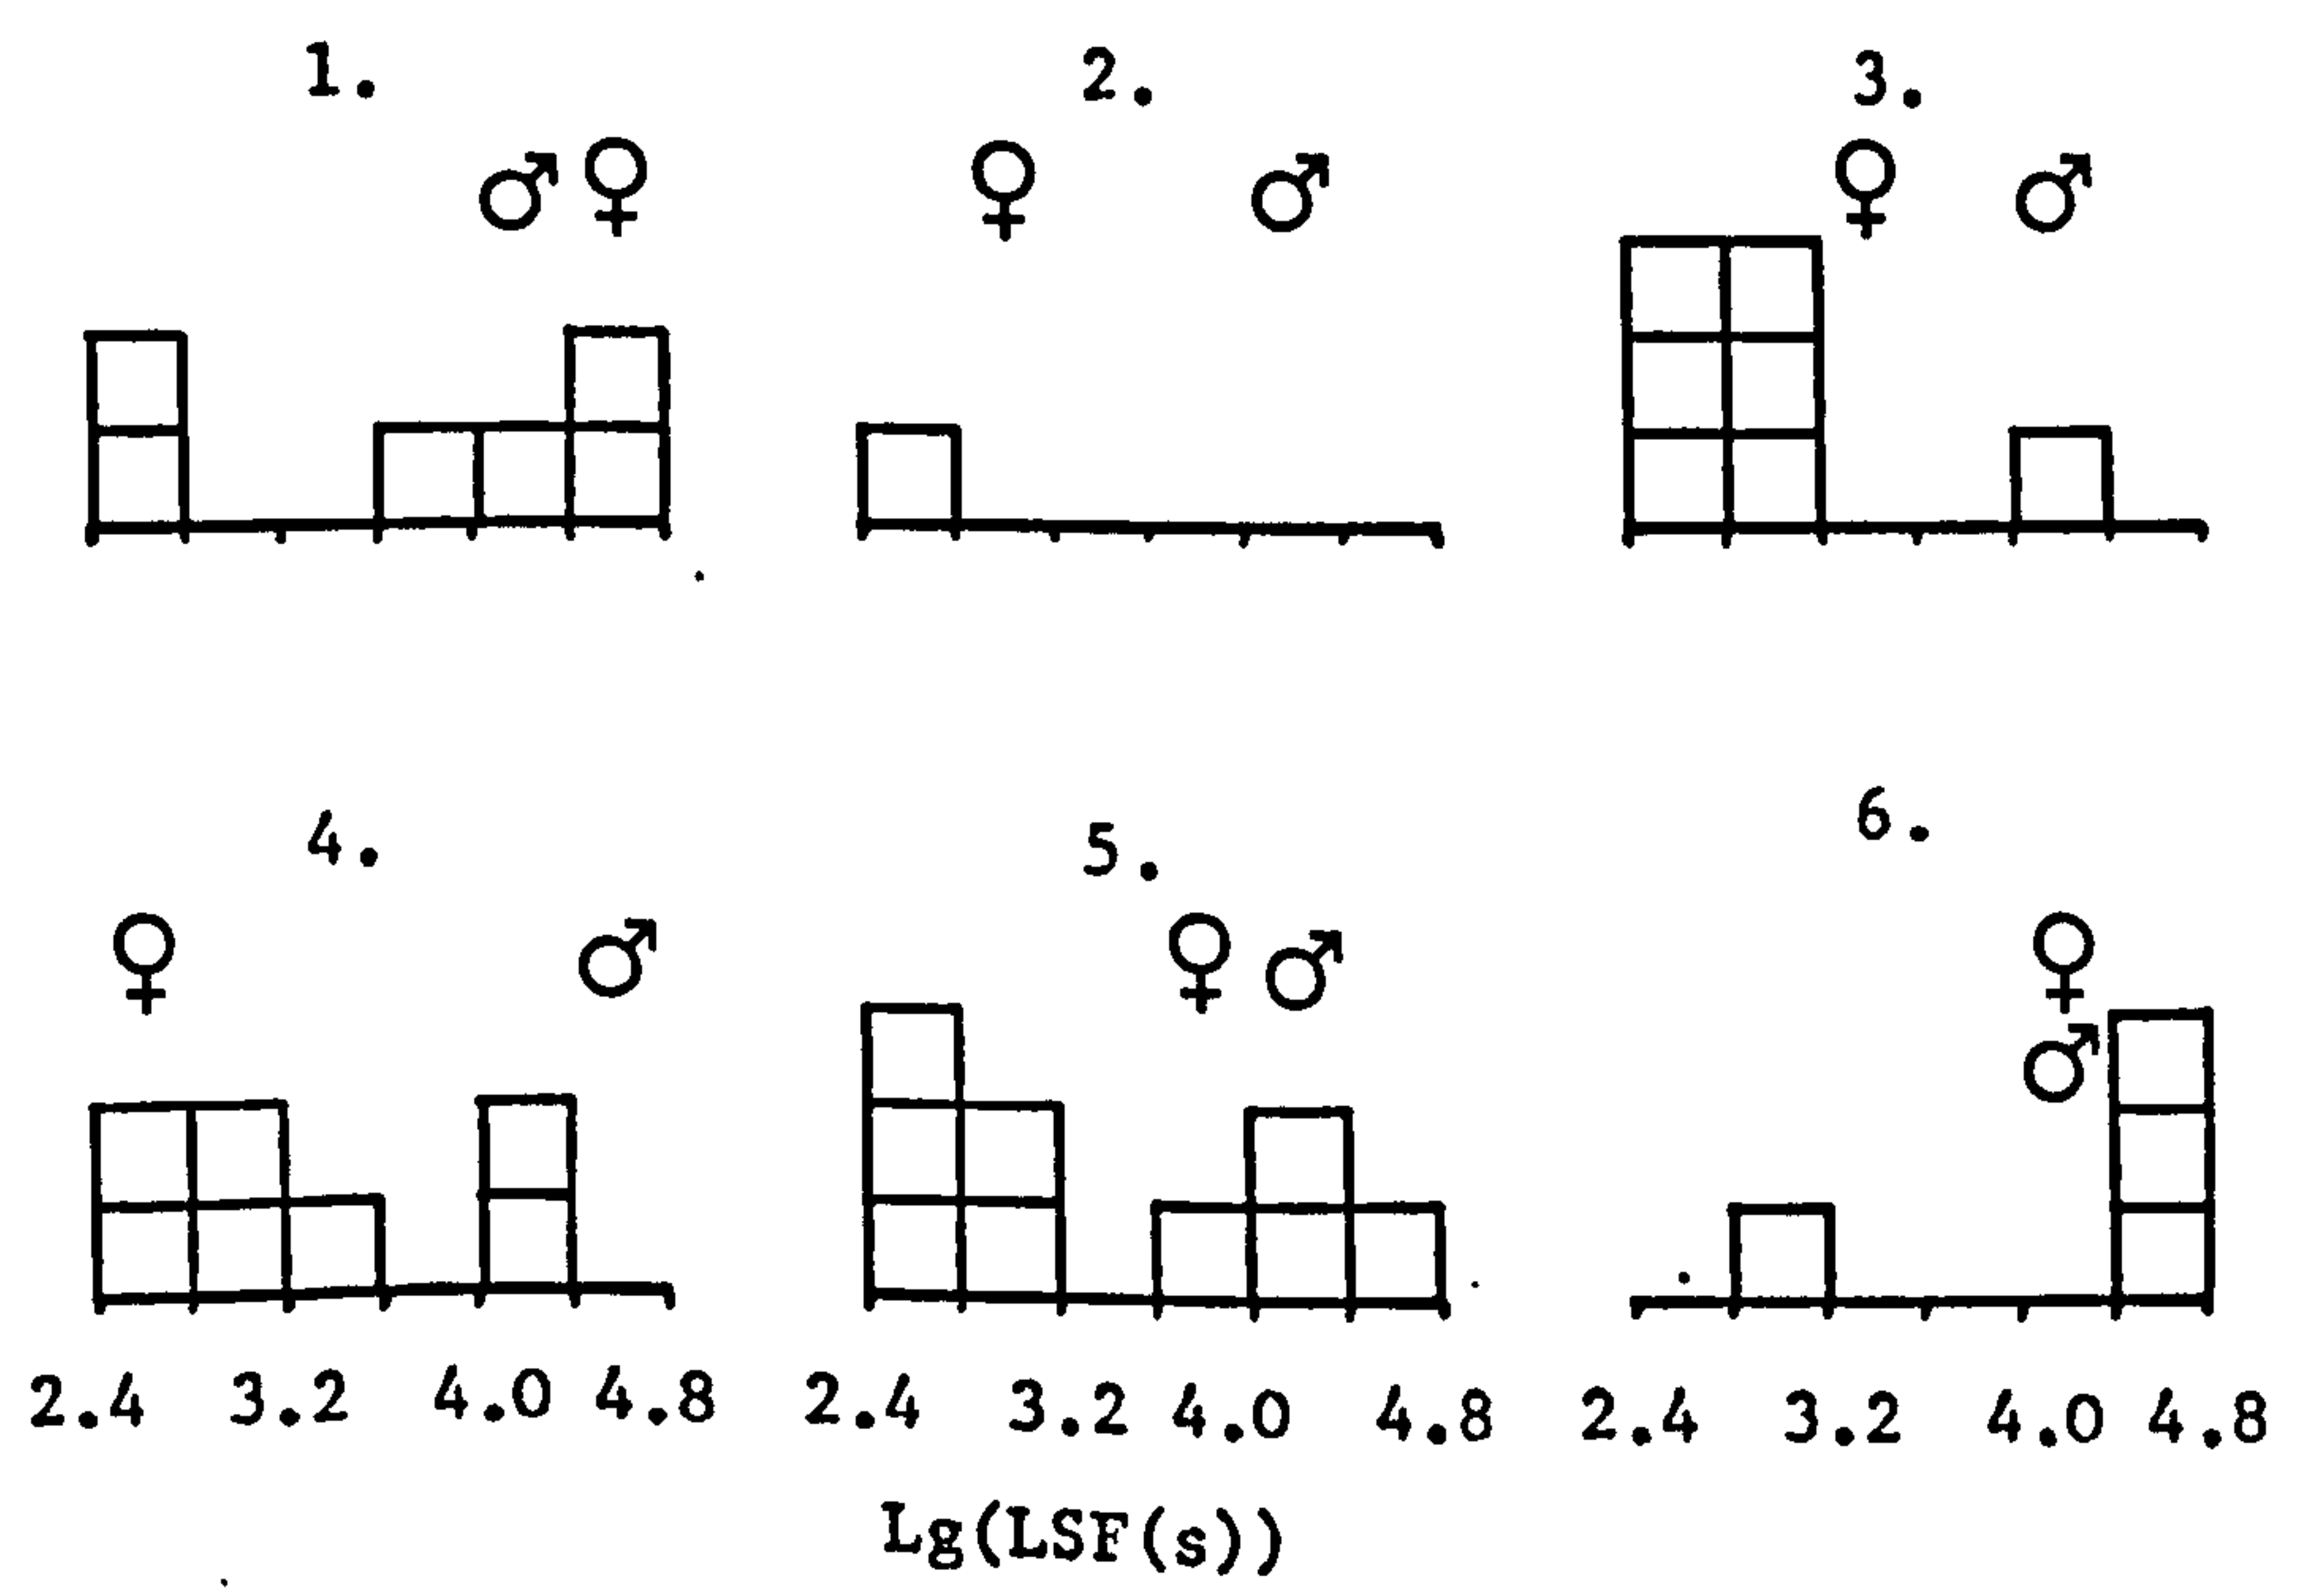 1. 2. 3.
♂ ♀ ♀ ♂ ♀ ♂
4. 5. 6.
♀ ♂ ♀ ♂ ♀
♂
2.4 3.2 4.0 4.8 2.4 3.2 4.0 4.8 2.4 3.2 4.0 4.8
Lg(LSF(s))